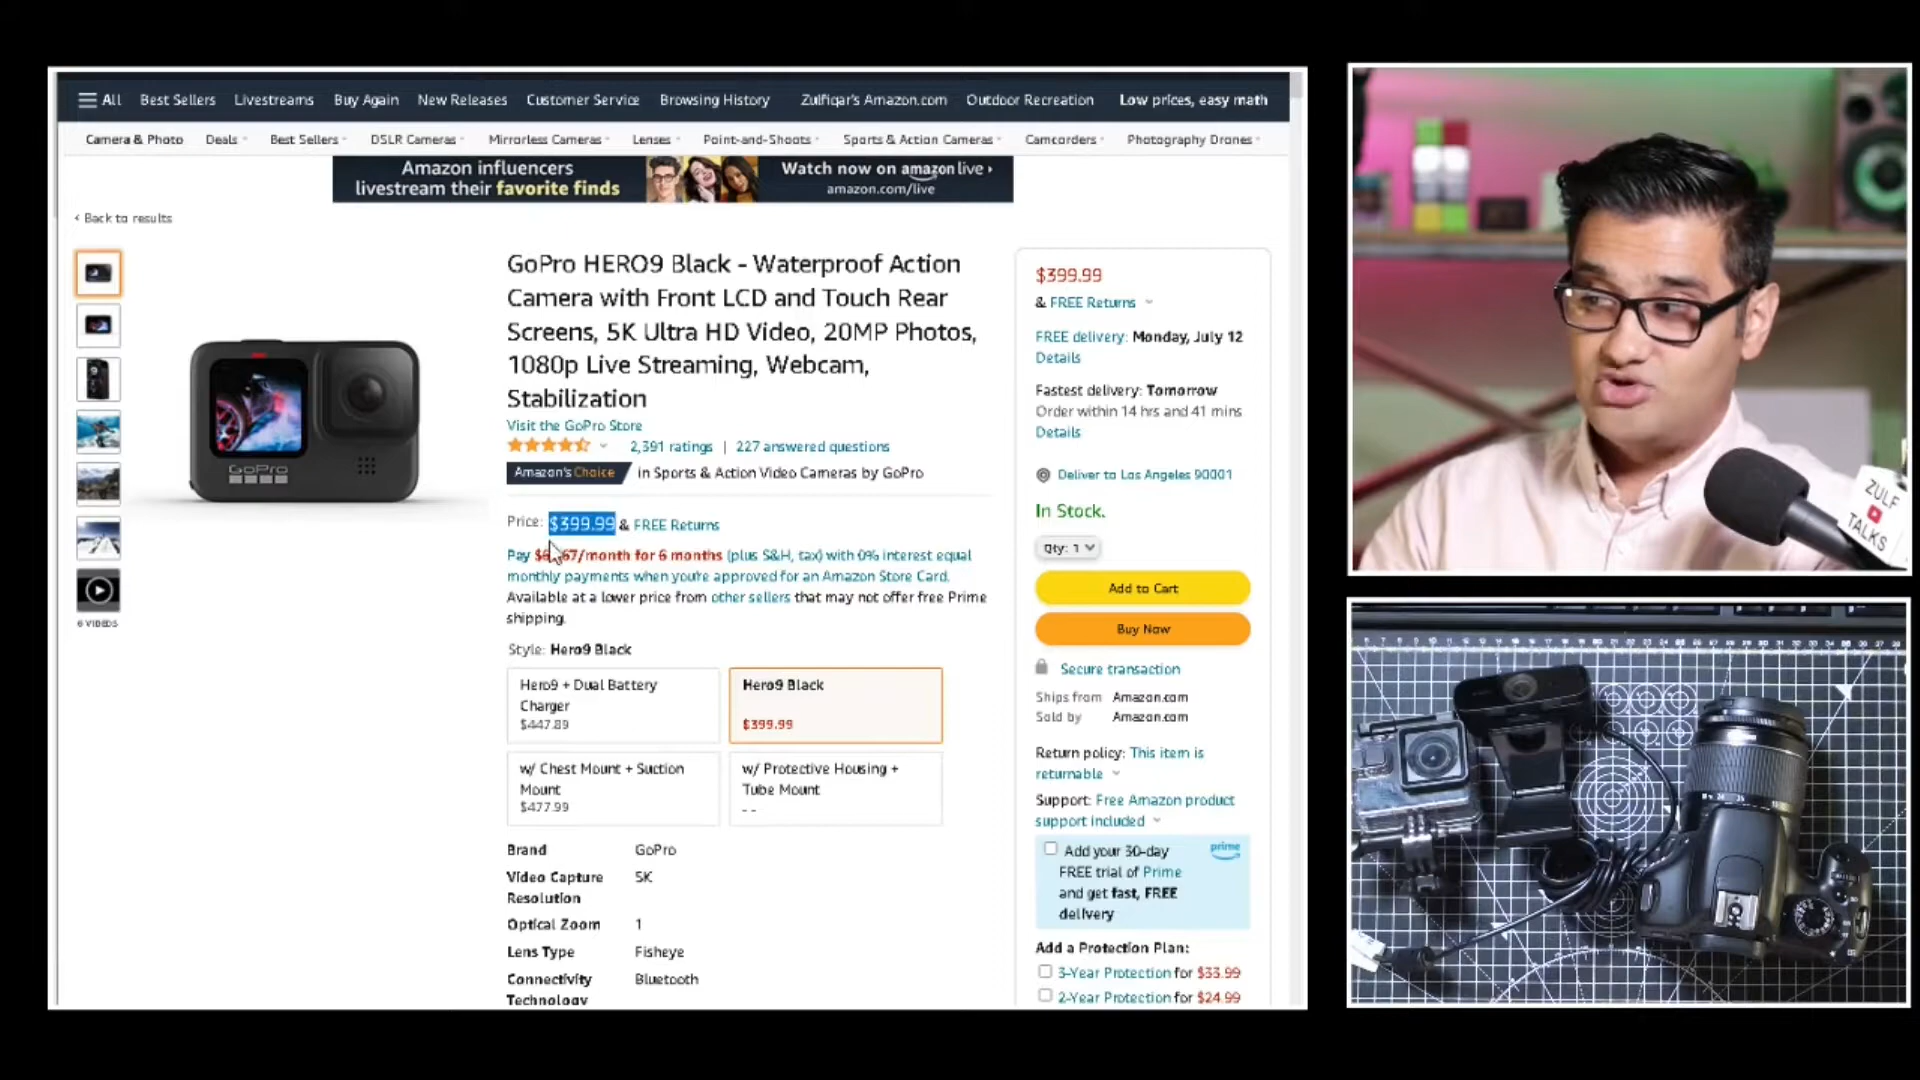 All Best Sellers Livestreams Buy Again New Releases Customer Service Browsing History Zulfiqar's Amazon.com Outdoor Recreation Low prices, easy math
Camera & Photo Deals Best Sellers DSLR Cameras Mirrorless Cameras Lenses Point-and-Shoots Sports & Action Cameras Camcorders Photography Drones
Amazon influencers
livestream their favorite finds
Watch now on amazon live ›
amazon.com/live
‹ Back to results
6 VIDEOS
GoPro
GoPro HERO9 Black - Waterproof Action
Camera with Front LCD and Touch Rear
Screens, 5K Ultra HD Video, 20MP Photos,
1080p Live Streaming, Webcam,
Stabilization
Visit the GoPro Store
2,391 ratings | 227 answered questions
Amazon's Choice in Sports & Action Video Cameras by GoPro
Price: $399.99 & FREE Returns
Pay /month for 6 months (plus S&H, tax) with 0% interest equal
monthly payments when you're approved for an Amazon Store Card.
Available at a lower price from other sellers that may not offer free Prime
shipping.
Style: Hero9 Black
Hero9 + Dual Battery
Charger
$447.89
Hero9 Black
$399.99
w/ Chest Mount + Suction
Mount
$477.99
w/ Protective Housing +
Tube Mount
--
Brand GoPro
Video Capture
Resolution
5K
Optical Zoom 1
Lens Type Fisheye
Connectivity
Technology
Bluetooth
$399.99
& FREE Returns
FREE delivery: Monday, July 12
Details
Fastest delivery: Tomorrow
Order within 14 hrs and 41 mins
Details
Deliver to Los Angeles 90001
In Stock.
Qty: 1
Add to Cart
Buy Now
Secure transaction
Ships from Amazon.com
Sold by Amazon.com
Return policy: This item is
returnable
Support: Free Amazon product
support included
Add your 30-day
FREE trial of Prime
and get fast, FREE
delivery
prime
Add a Protection Plan:
3-Year Protection for $33.99
2-Year Protection for $24.99
ZULF
TALKS